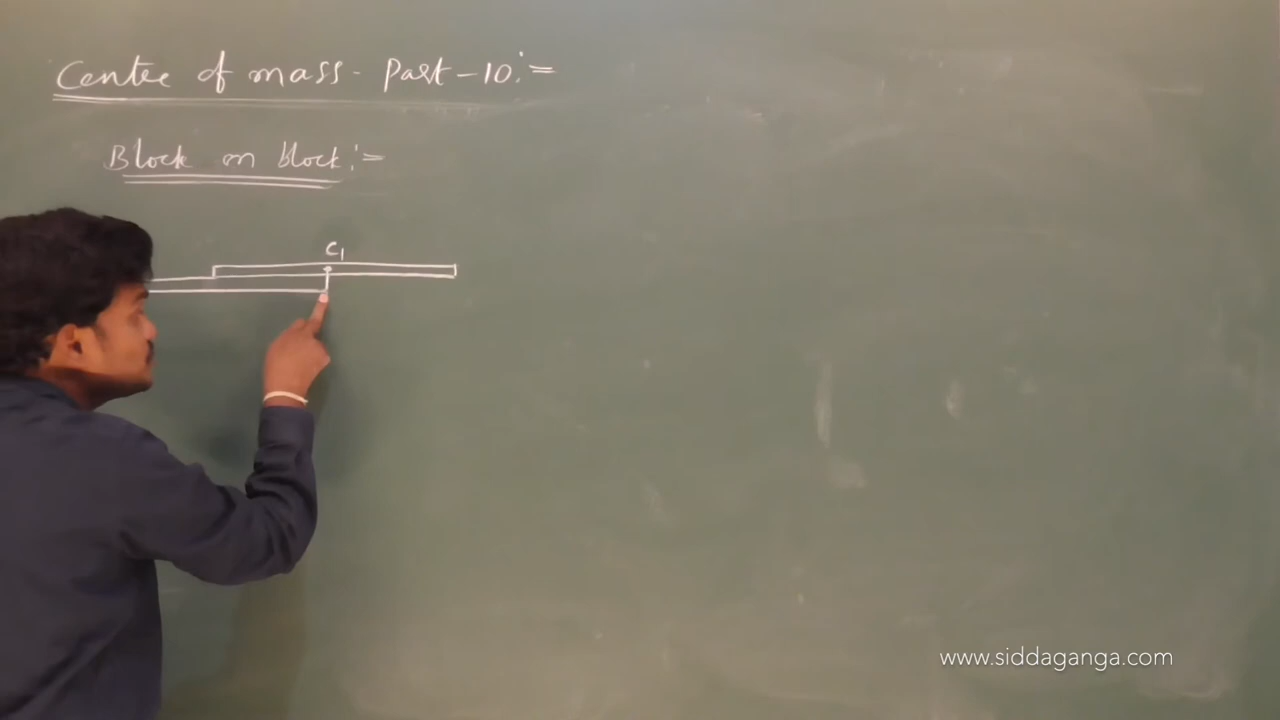 Centre of mass - Part - 10:=
Block on block:=
C1
www.siddaganga.com